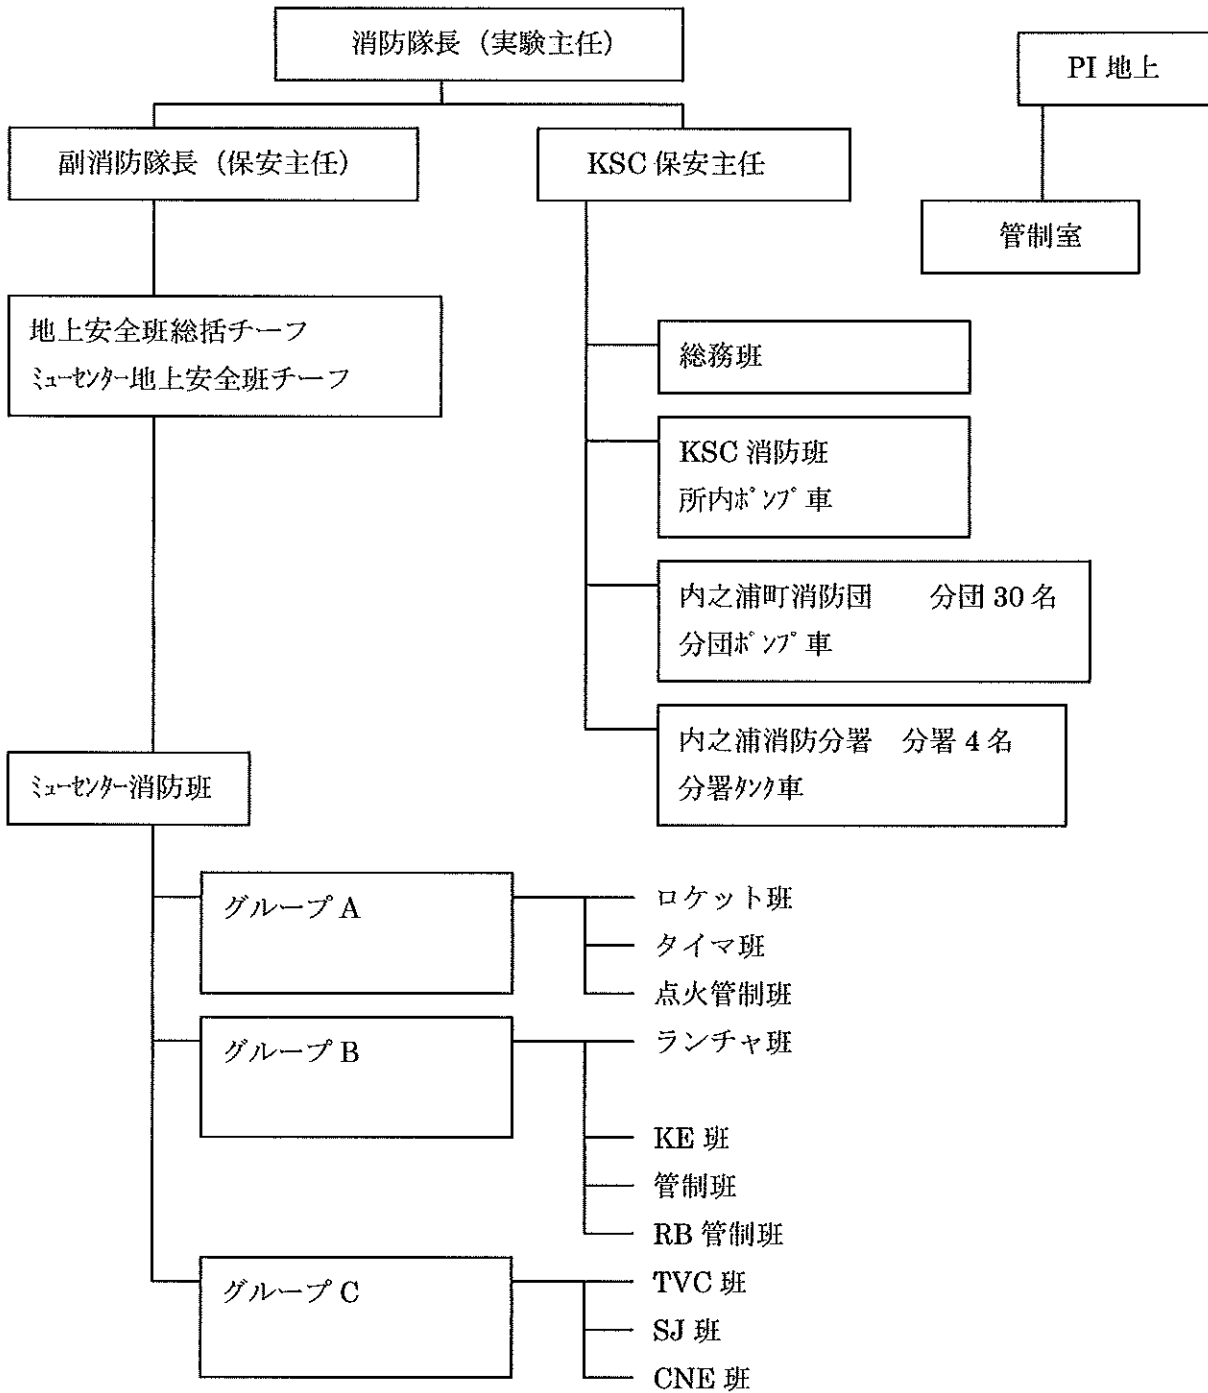 消防隊長（実験主任）
PI 地上
副消防隊長（保安主任）
KSC 保安主任
管制室
地上安全班総括チーフ
ﾐｭｰｾﾝﾀｰ地上安全班チーフ
総務班
KSC 消防班
所内ﾎﾟﾝﾌﾟ車
内之浦町消防団　　分団 30 名
分団ﾎﾟﾝﾌﾟ車
内之浦消防分署　分署 4 名
分署ﾀﾝｸ車
ﾐｭｰｾﾝﾀｰ消防班
グループ A
ロケット班
タイマ班
点火管制班
グループ B
ランチャ班
KE 班
管制班
RB 管制班
グループ C
TVC 班
SJ 班
CNE 班